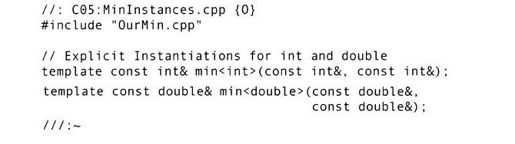 //: C05:MinInstances.cpp {O}
#include "OurMin.cpp"
// Explicit Instantiations for int and double
template const int& min<int>(const int&, const int&);
template const double& min<double>(const double&,
const double&);
///:~